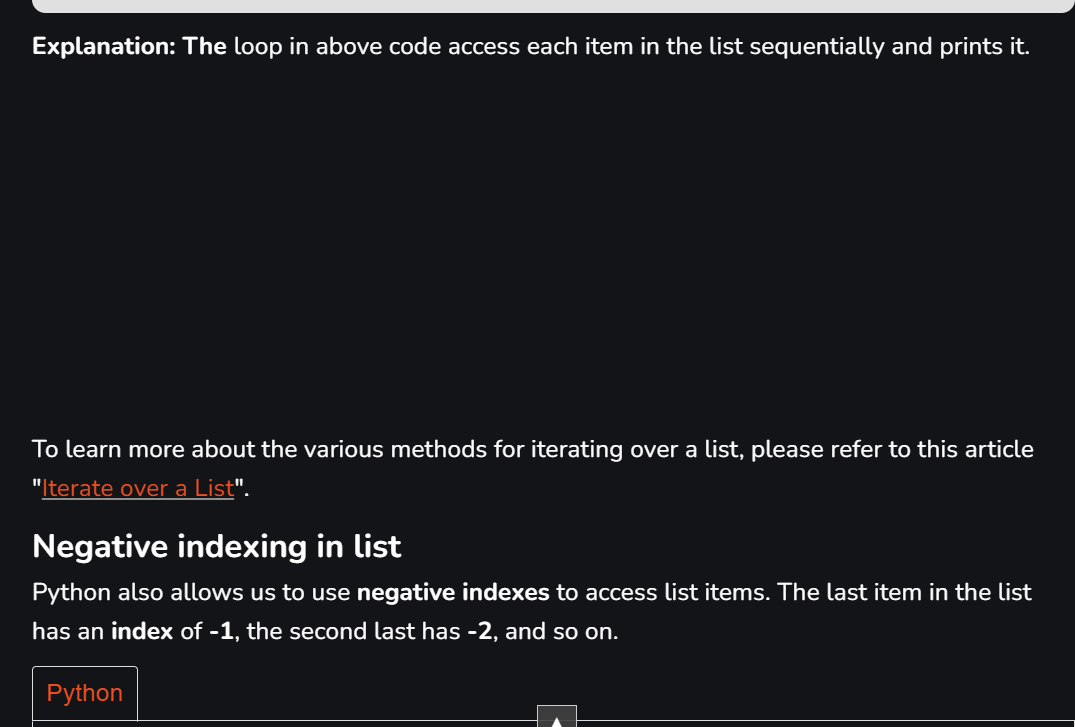 Explanation: The loop in above code access each item in the list sequentially and prints it.
To learn more about the various methods for iterating over a list, please refer to this article
"Iterate over a List".
Negative indexing in list
Python also allows us to use negative indexes to access list items. The last item in the list
has an index of -1, the second last has -2, and so on.
Python